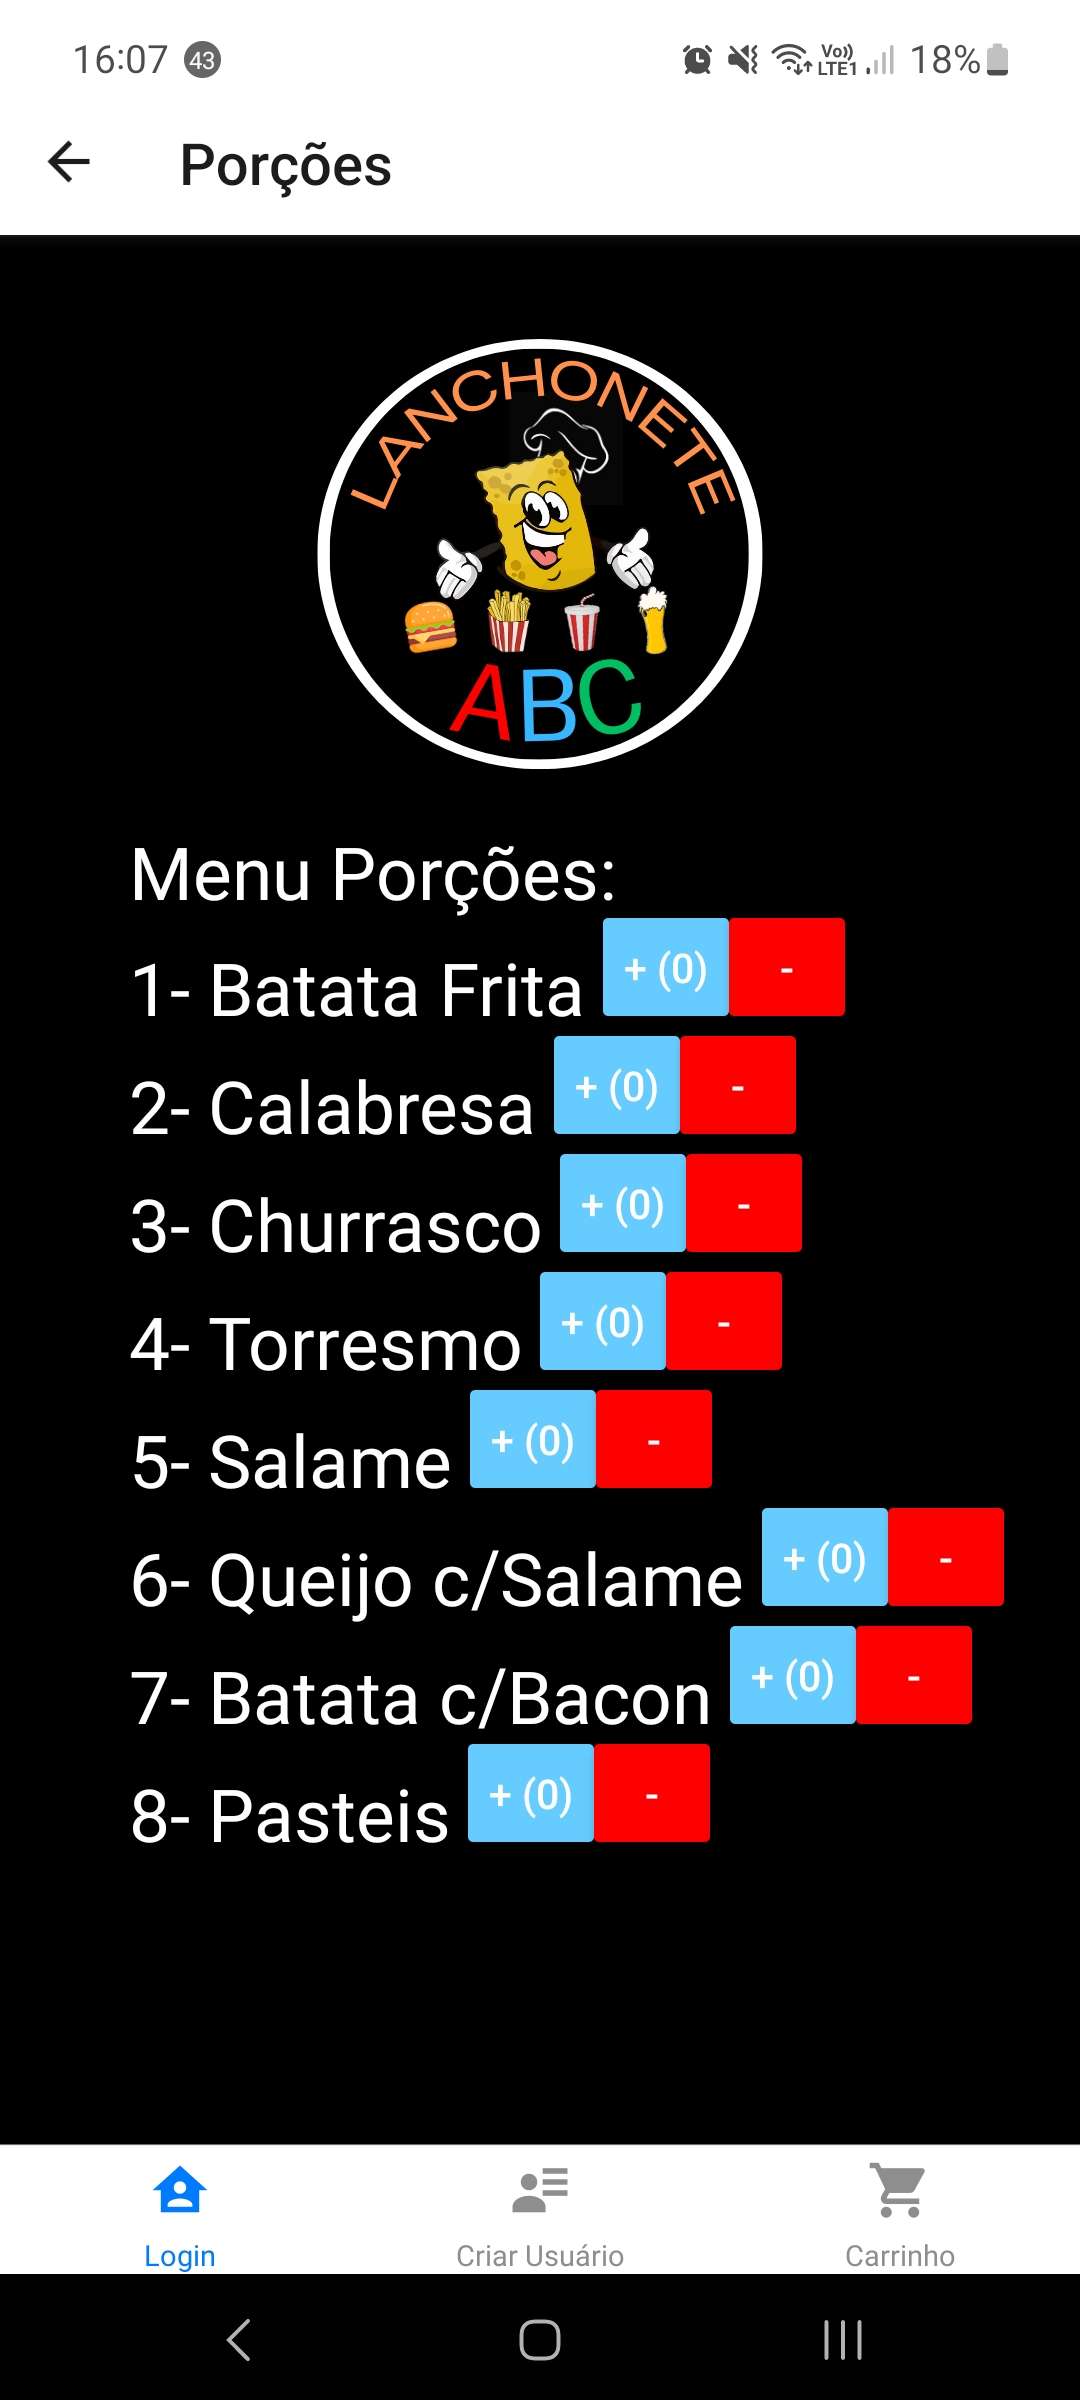 16:07 43 Vo)) LTE1 18%
Porções
LANCHONETE
ABC
Menu Porções:
1- Batata Frita + (0) -
2- Calabresa + (0) -
3- Churrasco + (0) -
4- Torresmo + (0) -
5- Salame + (0) -
6- Queijo c/Salame + (0) -
7- Batata c/Bacon + (0) -
8- Pasteis + (0) -
Login Criar Usuário Carrinho